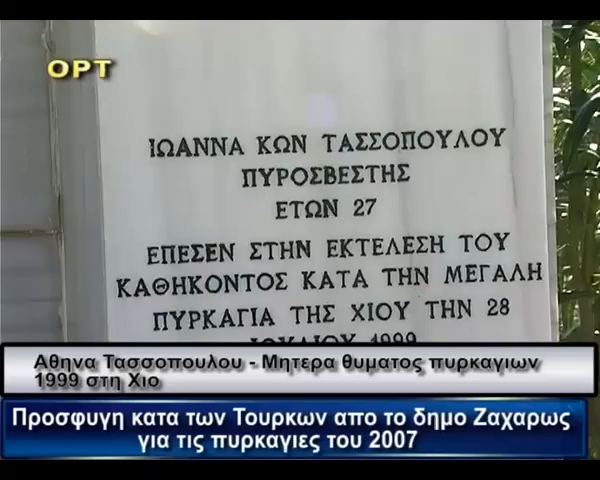 ΟΡΤ
ΙΩΑΝΝΑ ΚΩΝ ΤΑΣΣΟΠΟΥΛΟΥ
ΠΥΡΟΣΒΕΣΤΗΣ
ΕΤΩΝ 27
ΕΠΕΣΕΝ ΣΤΗΝ ΕΚΤΕΛΕΣΗ ΤΟΥ
ΚΑΘΗΚΟΝΤΟΣ ΚΑΤΑ ΤΗΝ ΜΕΓΑΛΗ
ΠΥΡΚΑΓΙΑ ΤΗΣ ΧΙΟΥ ΤΗΝ 28
ΙΟΥΛΙΟΥ 1999
Αθηνα Τασσοπουλου - Μητερα θυματος πυρκαγιων
1999 στη Χιο
Προσφυγη κατα των Τουρκων απο το δημο Ζαχαρως
για τις πυρκαγιες του 2007